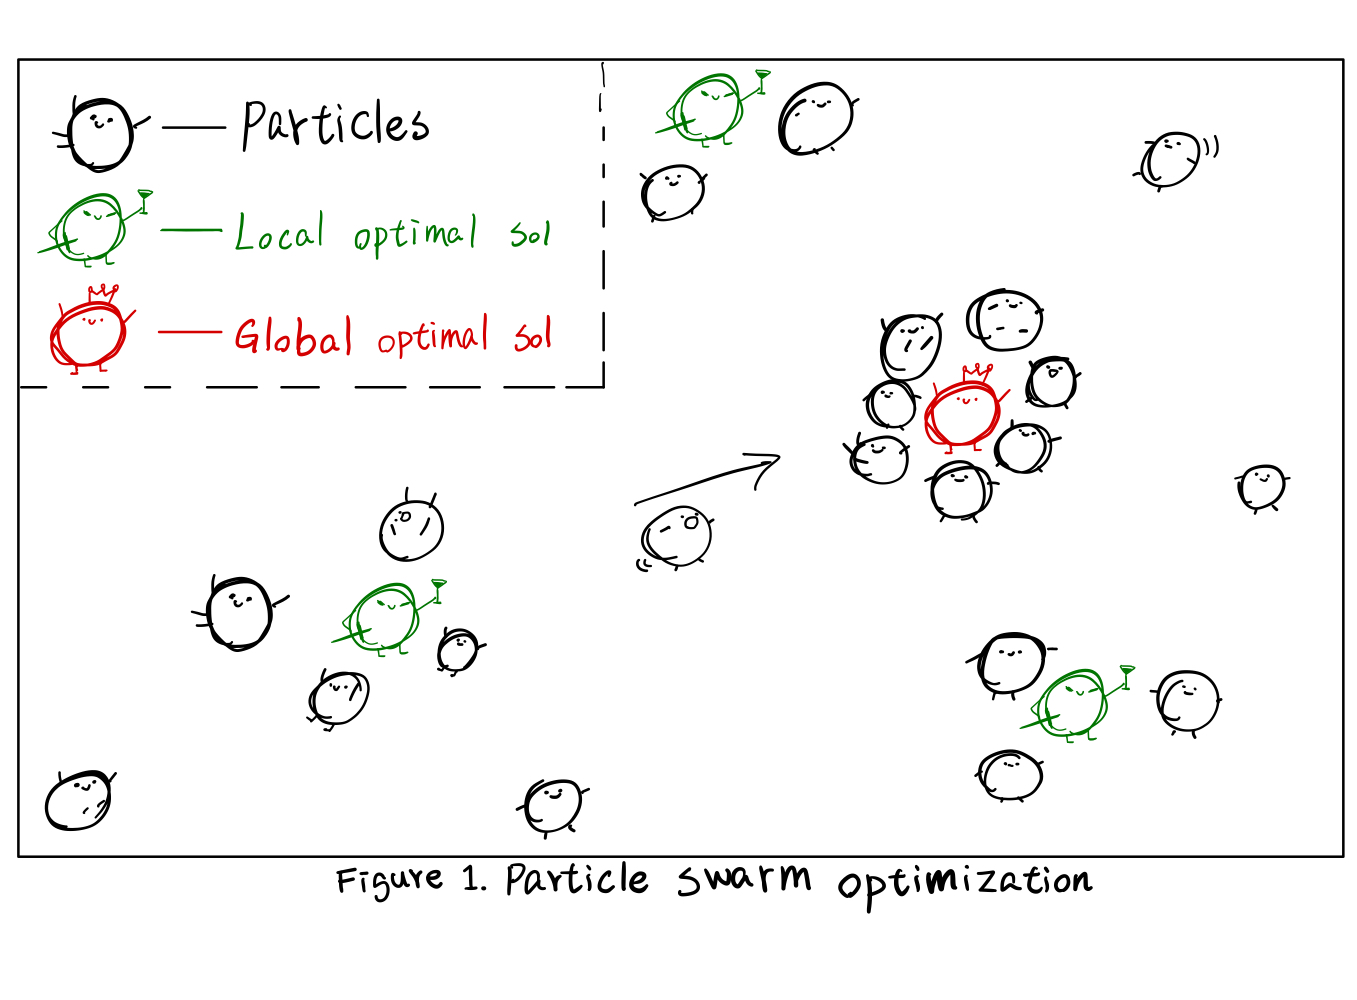 Particles
Local optimal sol
Global optimal sol
Figure 1. Particle swarm optimization